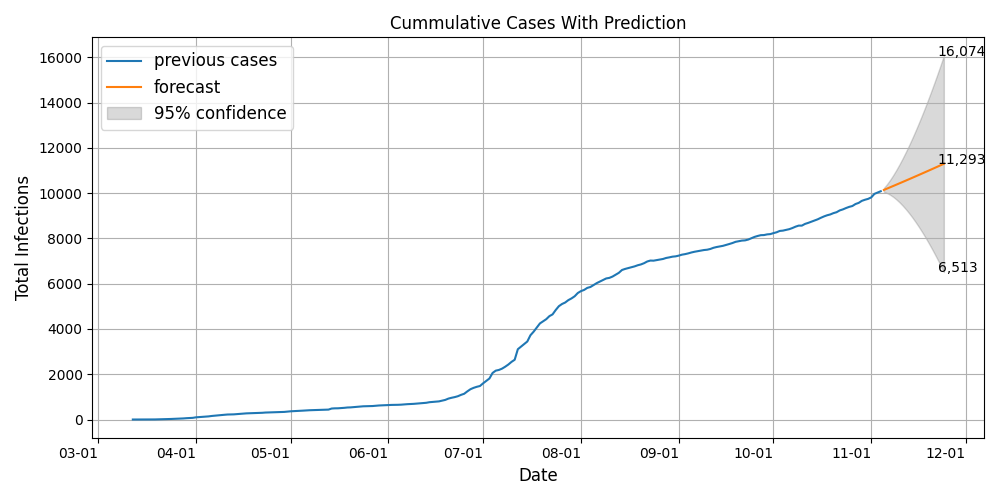 Cummulative Cases With Prediction
previous cases
forecast
95% confidence
16,074
11,293
6,513
Total Infections
16000
14000
12000
10000
8000
6000
4000
2000
0
03-01 04-01 05-01 06-01 07-01 08-01 09-01 10-01 11-01 12-01
Date